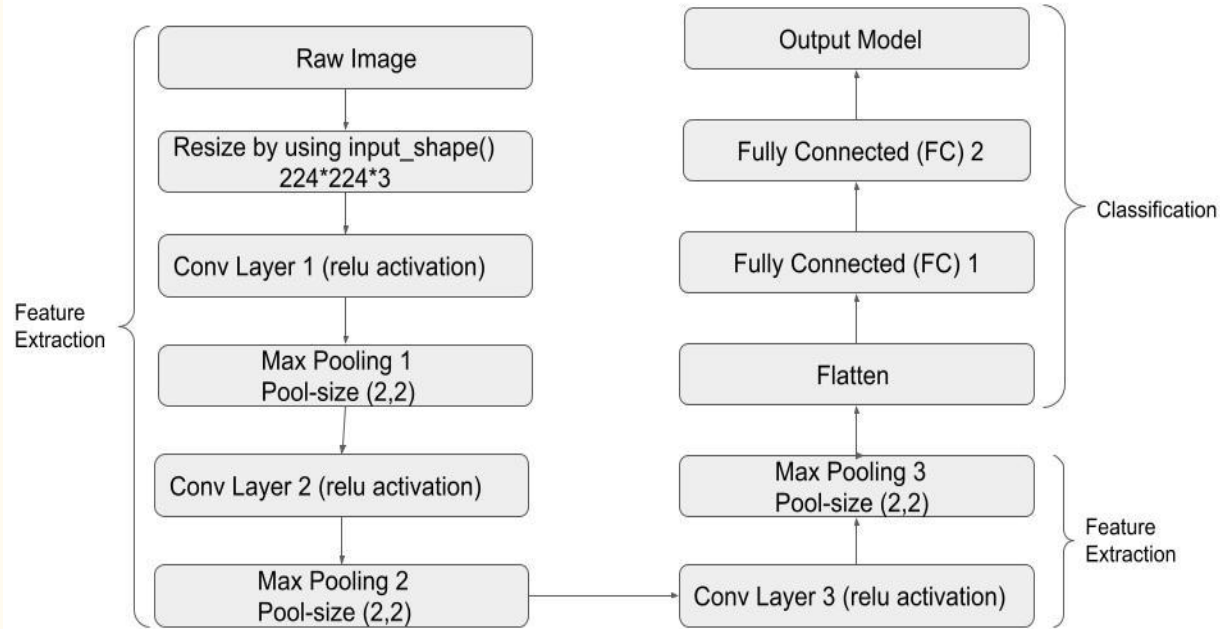 Raw Image
Resize by using input_shape()
224*224*3
Conv Layer 1 (relu activation)
Max Pooling 1
Pool-size (2,2)
Conv Layer 2 (relu activation)
Max Pooling 2
Pool-size (2,2)
Feature
Extraction
Conv Layer 3 (relu activation)
Max Pooling 3
Pool-size (2,2)
Feature
Extraction
Flatten
Fully Connected (FC) 1
Fully Connected (FC) 2
Output Model
Classification